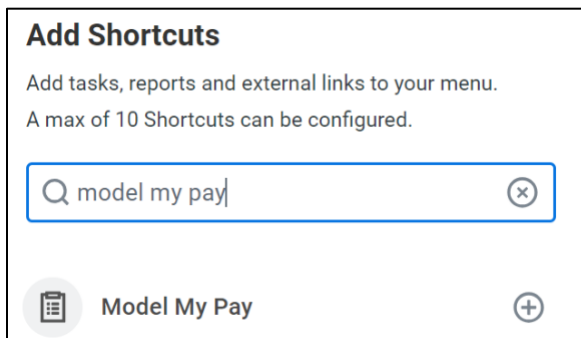 Add Shortcuts
Add tasks, reports and external links to your menu.
A max of 10 Shortcuts can be configured.
model my pay
Model My Pay